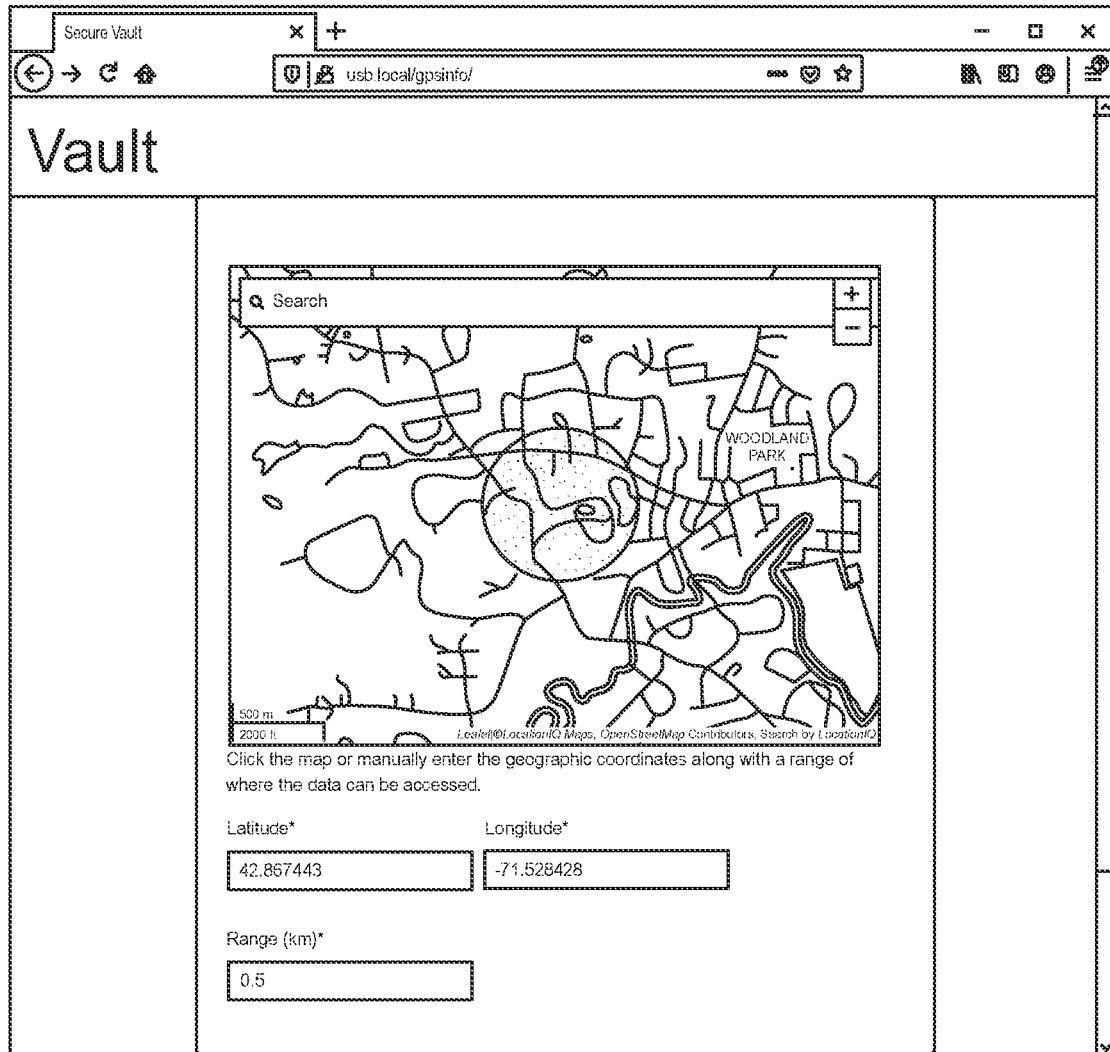 Secure Vault
usb.local/gpsinfo/
Vault
Search
WOODLAND
PARK
500 m
2000 ft
Leaflet|©LocationIQ Maps, OpenStreetMap Contributors, Search by LocationIQ
Click the map or manually enter the geographic coordinates along with a range of
where the data can be accessed.
Latitude* Longitude*
42.867443 -71.528428
Range (km)*
0.5